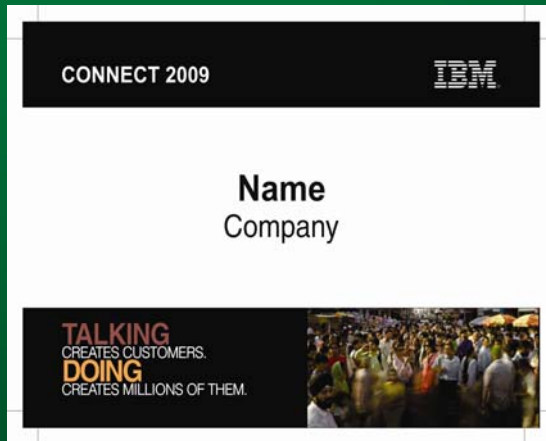 CONNECT 2009
IBM
Name
Company
TALKING
CREATES CUSTOMERS.
DOING
CREATES MILLIONS OF THEM.